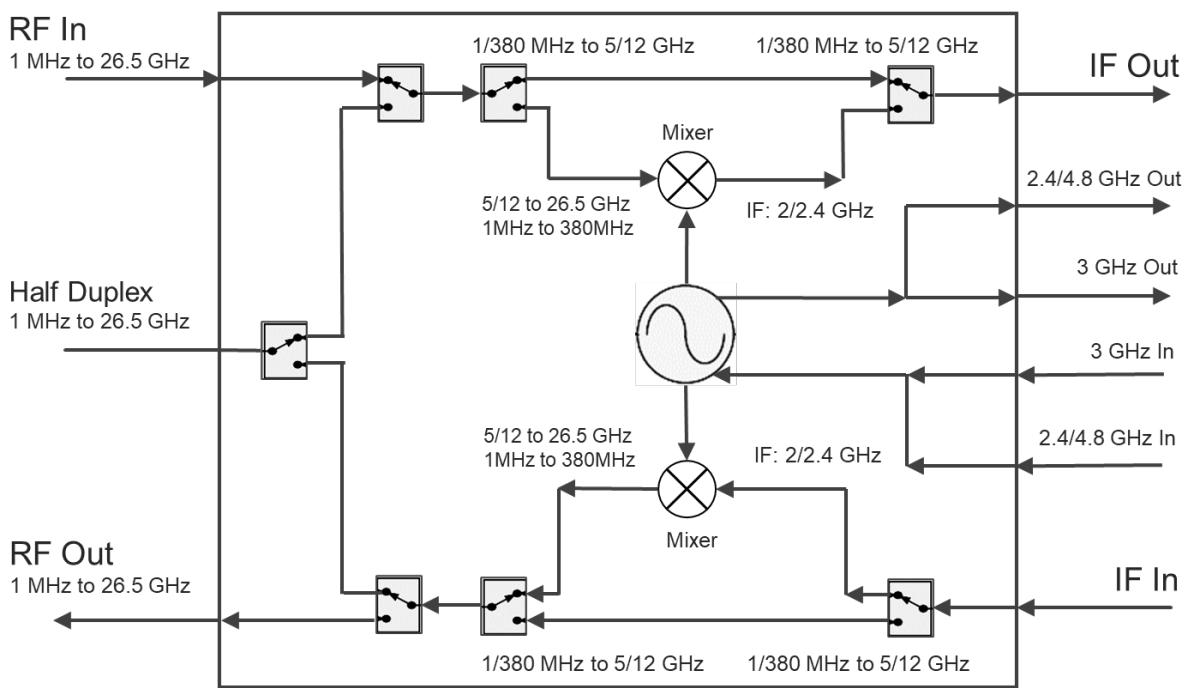 RF In
1 MHz to 26.5 GHz
1/380 MHz to 5/12 GHz
1/380 MHz to 5/12 GHz
IF Out
Mixer
5/12 to 26.5 GHz
1MHz to 380MHz
IF: 2/2.4 GHz
2.4/4.8 GHz Out
3 GHz Out
Half Duplex
1 MHz to 26.5 GHz
3 GHz In
2.4/4.8 GHz In
5/12 to 26.5 GHz
1MHz to 380MHz
IF: 2/2.4 GHz
Mixer
RF Out
1 MHz to 26.5 GHz
IF In
1/380 MHz to 5/12 GHz
1/380 MHz to 5/12 GHz